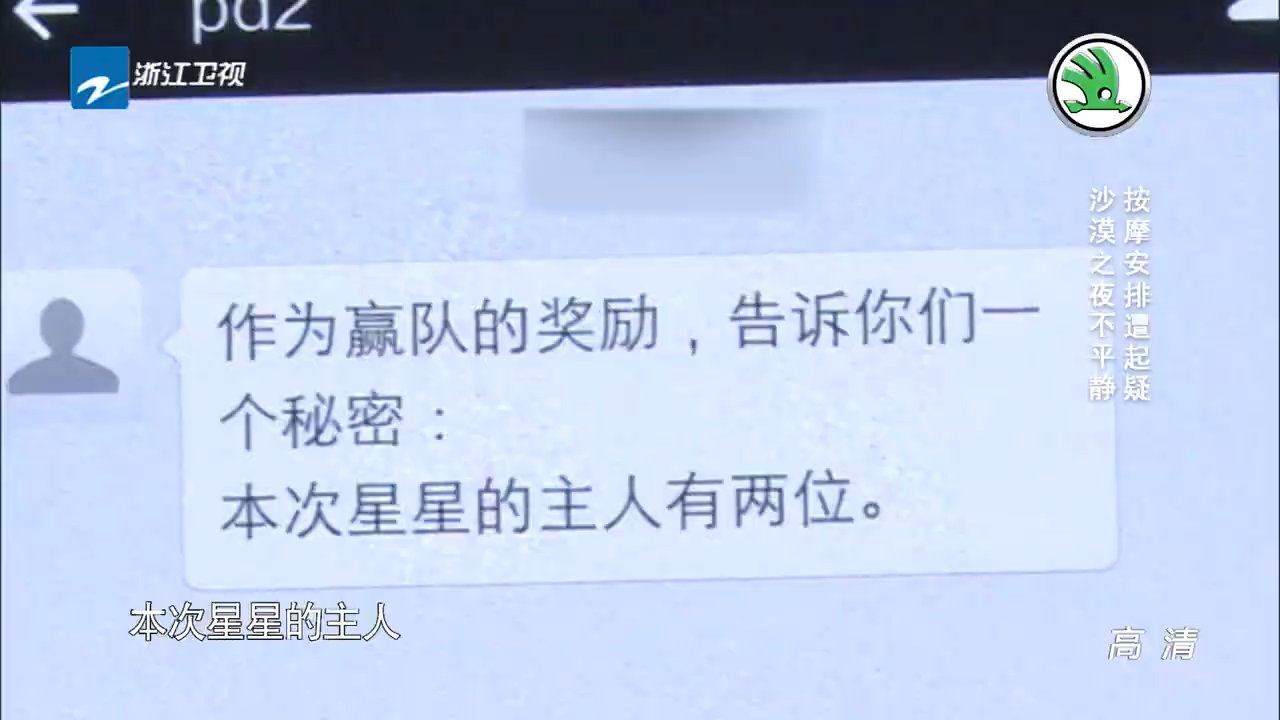 pd2
浙江卫视
按摩安排遭起疑
沙漠之夜不平静
作为赢队的奖励，告诉你们一
个秘密：
本次星星的主人有两位。
本次星星的主人
高清